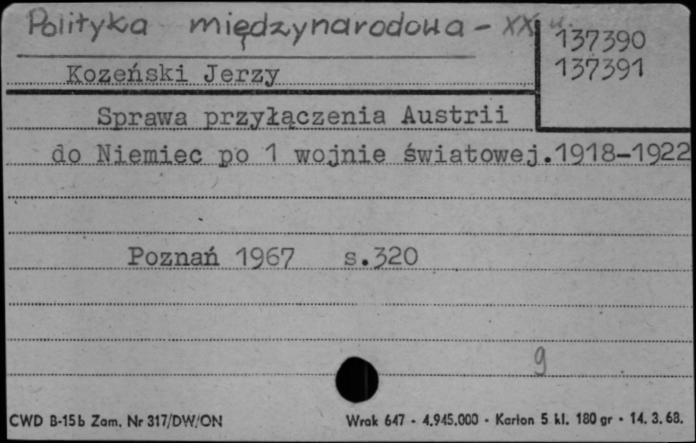 Polityka międzynarodowa - XX w.
137390
Kozeński Jerzy
137391
Sprawa przyłączenia Austrii
do Niemiec po 1 wojnie światowej.1918-1922
Poznań 1967 s.320
9
CWD B-15b Zam. Nr 317/DW/ON Wrak 647 - 4.945.000 - Karton 5 kl. 180 gr - 14. 3. 68.